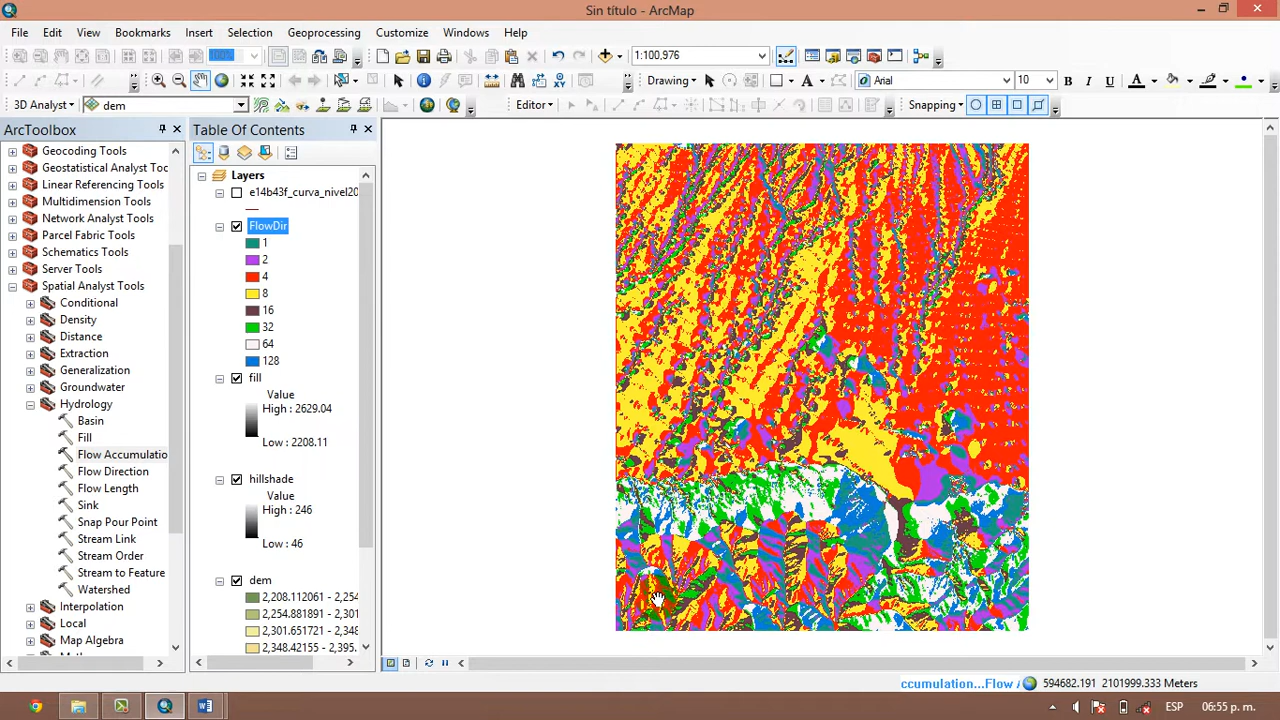 Sin título - ArcMap
File Edit View Bookmarks Insert Selection Geoprocessing Customize Windows Help
100% 1:100,976
Drawing Arial 10 B I U A
3D Analyst dem Editor Snapping
ArcToolbox
Geocoding Tools
Geostatistical Analyst Too
Linear Referencing Tools
Multidimension Tools
Network Analyst Tools
Parcel Fabric Tools
Schematics Tools
Server Tools
Spatial Analyst Tools
Conditional
Density
Distance
Extraction
Generalization
Groundwater
Hydrology
Basin
Fill
Flow Accumulatio
Flow Direction
Flow Length
Sink
Snap Pour Point
Stream Link
Stream Order
Stream to Feature
Watershed
Interpolation
Local
Map Algebra
Table Of Contents
Layers
e14b43f_curva_nivel20
FlowDir
1
2
4
8
16
32
64
128
fill
Value
High : 2629.04
Low : 2208.11
hillshade
Value
High : 246
Low : 46
dem
2,208.112061 - 2,254
2,254.881891 - 2,301
2,301.651721 - 2,348
2,348.42155 - 2,395.
ccumulation...Flow A 594682.191 2101999.333 Meters
ESP 06:55 p. m.